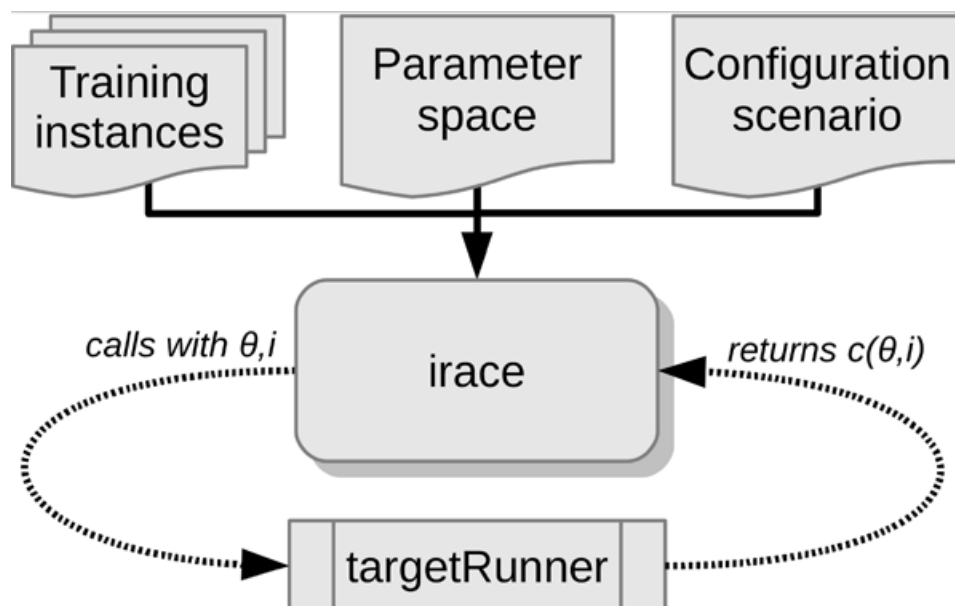 Training
instances
Parameter
space
Configuration
scenario
calls with θ,i
irace
returns c(θ,i)
targetRunner